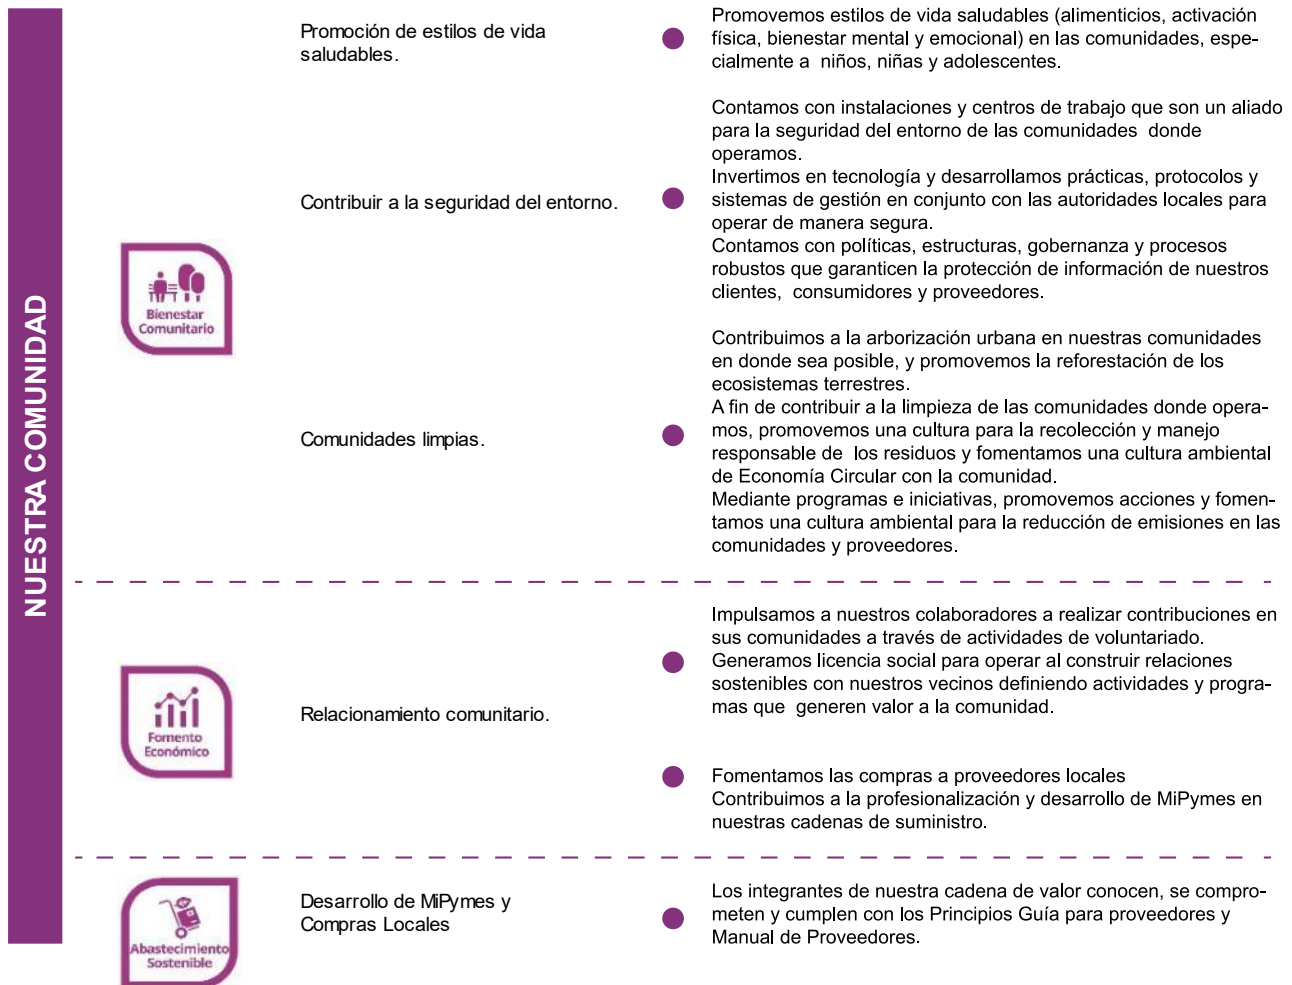 NUESTRA COMUNIDAD
Bienestar
Comunitario
Promoción de estilos de vida
saludables.
Promovemos estilos de vida saludables (alimenticios, activación
física, bienestar mental y emocional) en las comunidades, espe-
cialmente a niños, niñas y adolescentes.
Contribuir a la seguridad del entorno.
Contamos con instalaciones y centros de trabajo que son un aliado
para la seguridad del entorno de las comunidades donde
operamos.
Invertimos en tecnología y desarrollamos prácticas, protocolos y
sistemas de gestión en conjunto con las autoridades locales para
operar de manera segura.
Contamos con políticas, estructuras, gobernanza y procesos
robustos que garanticen la protección de información de nuestros
clientes, consumidores y proveedores.
Comunidades limpias.
Contribuimos a la arborización urbana en nuestras comunidades
en donde sea posible, y promovemos la reforestación de los
ecosistemas terrestres.
A fin de contribuir a la limpieza de las comunidades donde opera-
mos, promovemos una cultura para la recolección y manejo
responsable de los residuos y fomentamos una cultura ambiental
de Economía Circular con la comunidad.
Mediante programas e iniciativas, promovemos acciones y fomen-
tamos una cultura ambiental para la reducción de emisiones en las
comunidades y proveedores.
Fomento
Económico
Relacionamiento comunitario.
Impulsamos a nuestros colaboradores a realizar contribuciones en
sus comunidades a través de actividades de voluntariado.
Generamos licencia social para operar al construir relaciones
sostenibles con nuestros vecinos definiendo actividades y progra-
mas que generen valor a la comunidad.
Fomentamos las compras a proveedores locales
Contribuimos a la profesionalización y desarrollo de MiPymes en
nuestras cadenas de suministro.
Abastecimiento
Sostenible
Desarrollo de MiPymes y
Compras Locales
Los integrantes de nuestra cadena de valor conocen, se compro-
meten y cumplen con los Principios Guía para proveedores y
Manual de Proveedores.